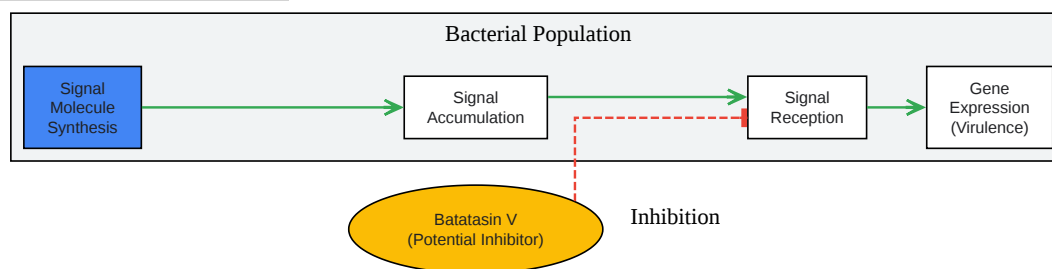 Bacterial Population
Signal
Molecule
Synthesis
Signal
Accumulation
Signal
Reception
Gene
Expression
(Virulence)
Batatasin V
(Potential Inhibitor)
Inhibition